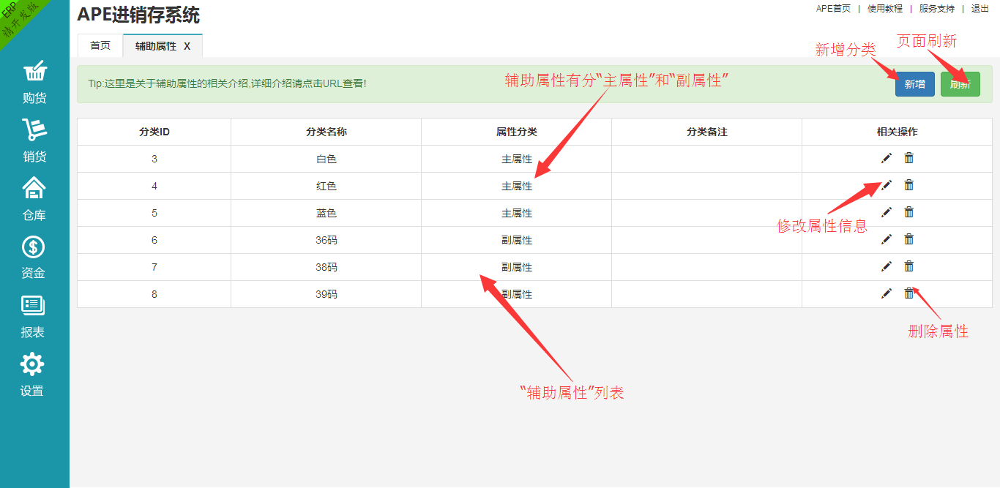 ERP
精开发版
APE进销存系统
APE首页 | 使用教程 | 服务支持 | 退出
首页
辅助属性 X
新增分类
页面刷新
Tip:这里是关于辅助属性的相关介绍,详细介绍请点击URL查看!
辅助属性有分“主属性”和“副属性”
新增
刷新
分类ID 分类名称 属性分类 分类备注 相关操作
3 白色 主属性
4 红色 主属性
5 蓝色 主属性
6 36码 副属性
7 38码 副属性
8 39码 副属性
修改属性信息
删除属性
“辅助属性”列表
购货
销货
仓库
资金
报表
设置